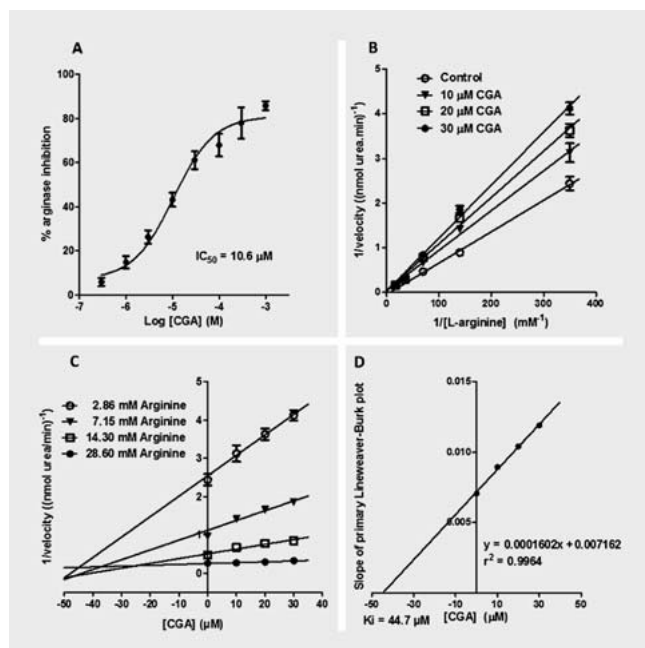 A
100
80
60
40
20
0
% arginase inhibition
IC50 = 10.6 µM
-7 -6 -5 -4 -3 -2
Log [CGA] (M)
B
Control
10 µM CGA
20 µM CGA
30 µM CGA
5
4
3
2
1
0
1/velocity ((nmol urea.min)⁻¹)
0 100 200 300 400
1/[L-arginine] (mM⁻¹)
C
2.86 mM Arginine
7.15 mM Arginine
14.30 mM Arginine
28.60 mM Arginine
5
4
3
2
1
0
1/velocity ((nmol urea/min)⁻¹)
-50 -40 -30 -20 -10 0 10 20 30 40
[CGA] (µM)
D
0.015
0.010
0.005
Slope of primary Lineweaver-Burk plot
y = 0.0001602x + 0.007162
r² = 0.9964
-60 -30 0 30 60
Ki = 44.7 µM
[CGA] (µM)